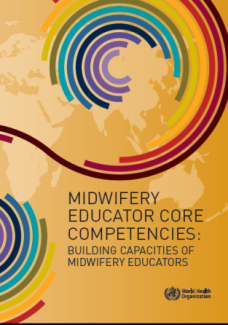 MIDWIFERY
EDUCATOR CORE
COMPETENCIES:
BUILDING CAPACITIES OF
MIDWIFERY EDUCATORS
World Health
Organization